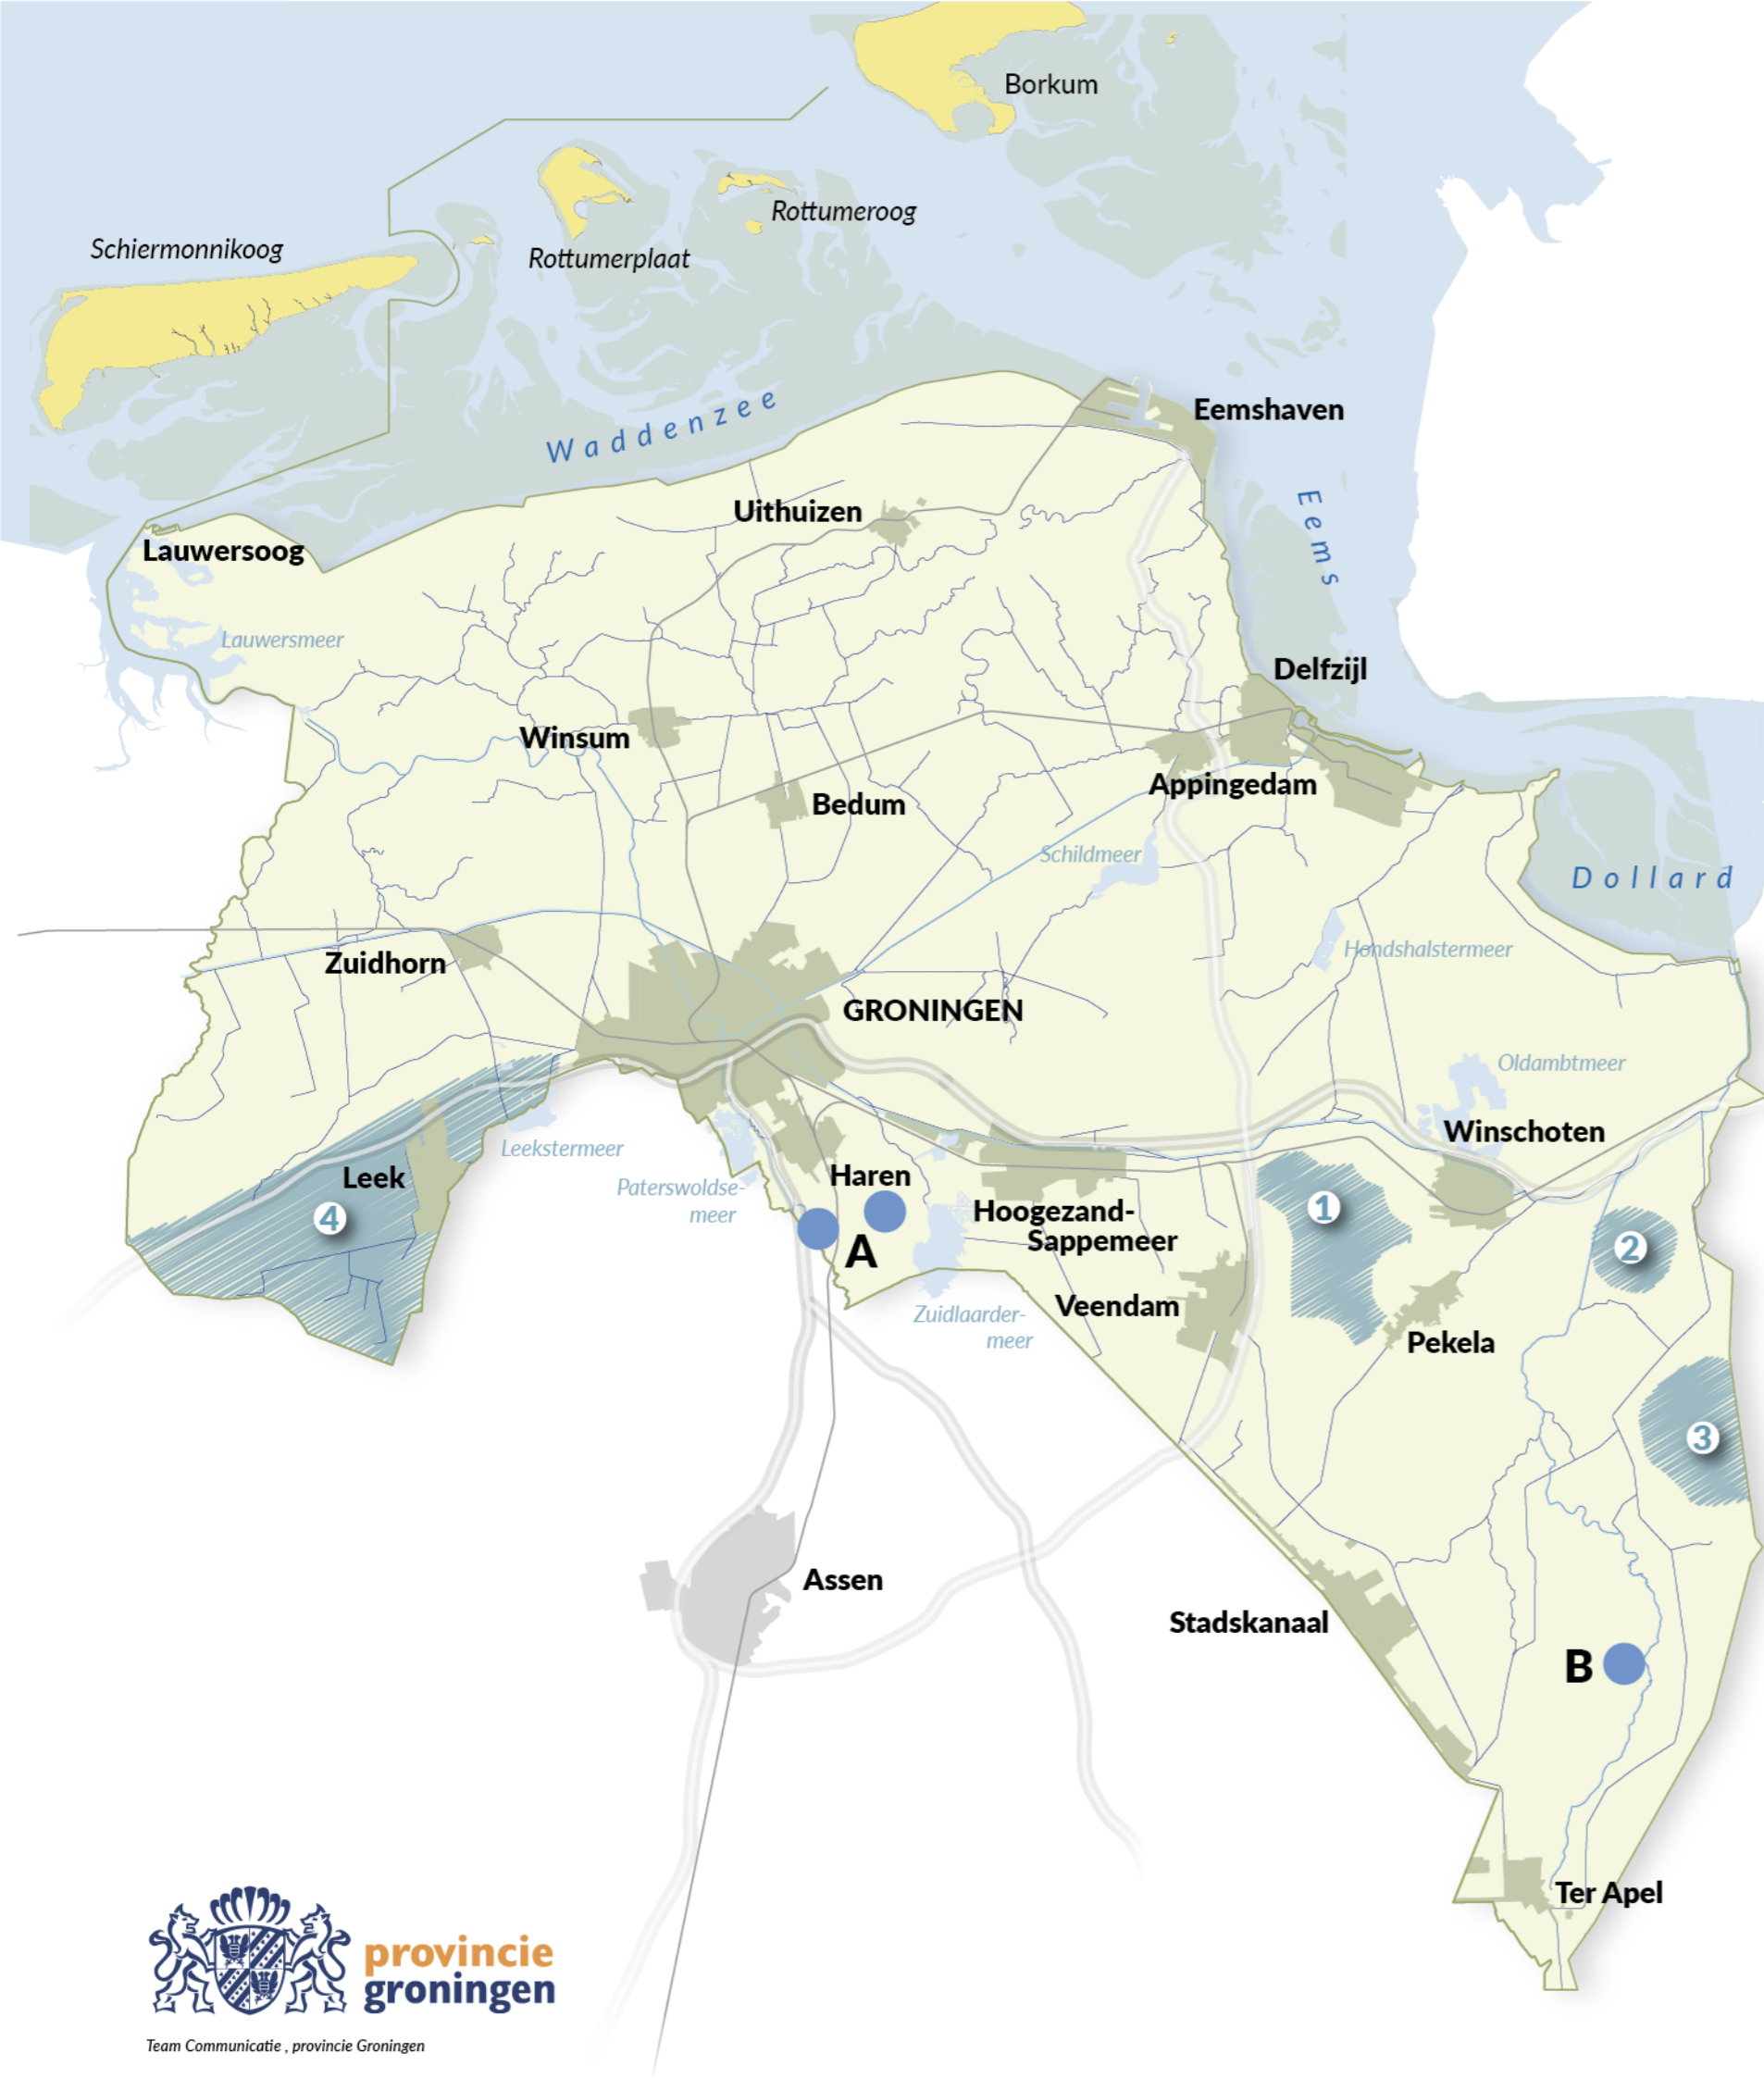 Borkum
Rottumeroog
Schiermonnikoog
Rottumerplaat
Waddenzee
Eemshaven
Eems
Uithuizen
Lauwersoog
Lauwersmeer
Delfzijl
Winsum
Appingedam
Bedum
Schildmeer
Dollard
Hondshalstermeer
Zuidhorn
GRONINGEN
Oldambtmeer
Winschoten
Leekstermeer
Leek
Haren
Paterswoldse-
meer
4
A
Hoogezand-
Sappemeer
1
2
Zuidlaarder-
meer
Veendam
Pekela
3
Assen
Stadskanaal
B
Ter Apel
provincie
groningen
Team Communicatie , provincie Groningen